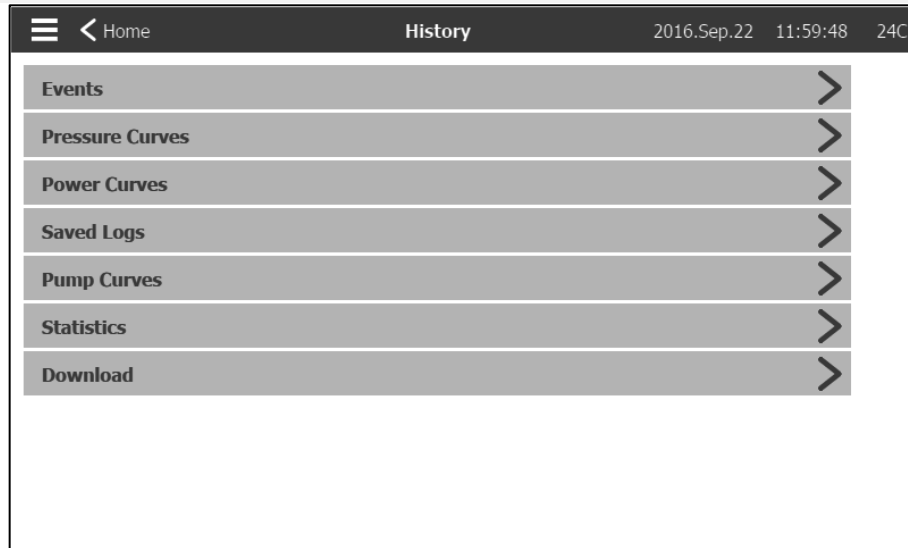 Home History 2016.Sep.22 11:59:48 24C
Events
Pressure Curves
Power Curves
Saved Logs
Pump Curves
Statistics
Download